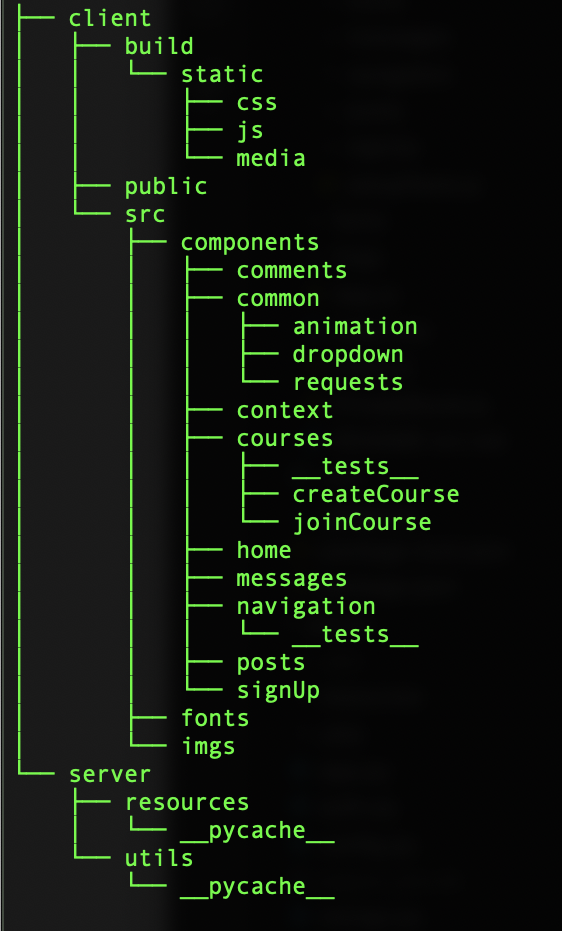 ├── client
│   ├── build
│   │   └── static
│   │       ├── css
│   │       ├── js
│   │       └── media
│   ├── public
│   └── src
│       ├── components
│       │   ├── comments
│       │   ├── common
│       │   │   ├── animation
│       │   │   ├── dropdown
│       │   │   └── requests
│       │   ├── context
│       │   ├── courses
│       │   │   ├── __tests__
│       │   │   ├── createCourse
│       │   │   └── joinCourse
│       │   ├── home
│       │   ├── messages
│       │   ├── navigation
│       │   │   └── __tests__
│       │   ├── posts
│       │   └── signUp
│       ├── fonts
│       └── imgs
└── server
    ├── resources
    │   └── __pycache__
    └── utils
        └── __pycache__